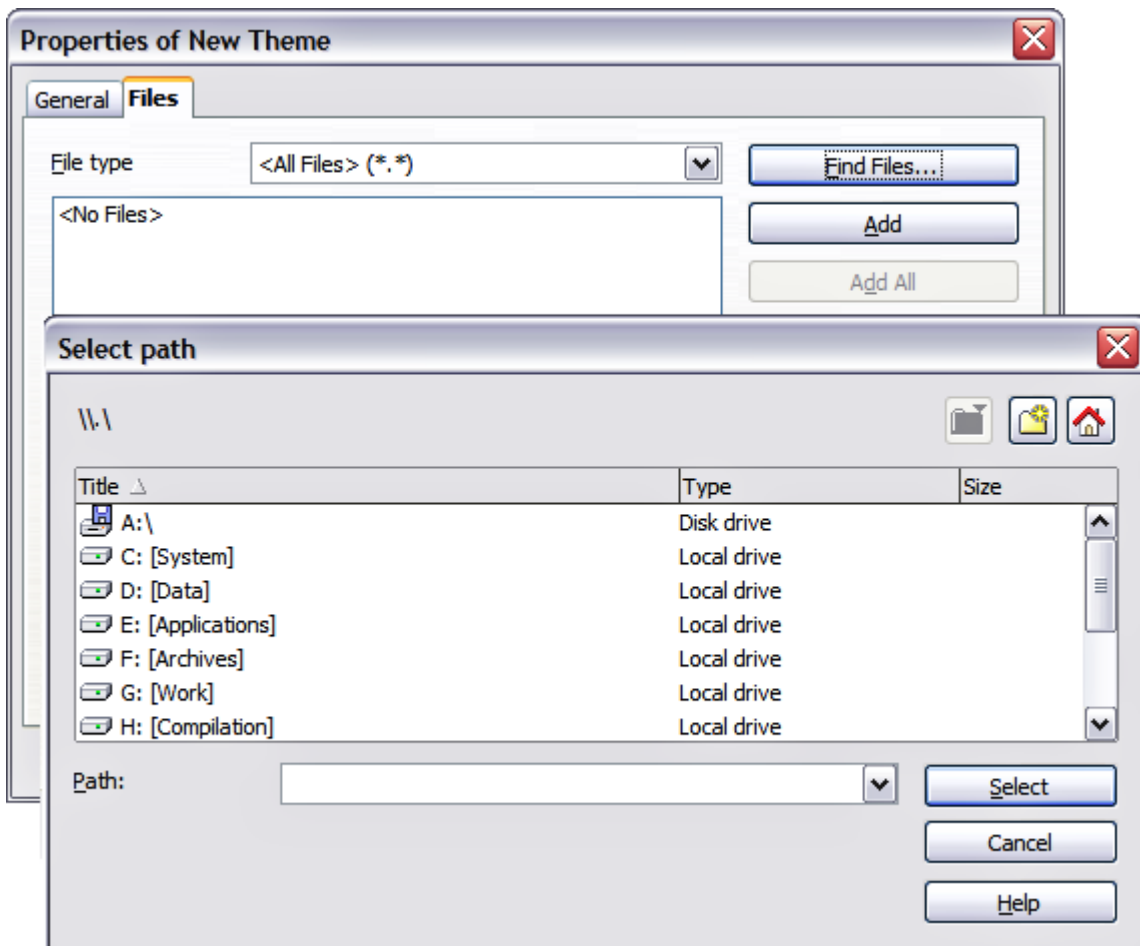 Properties of New Theme
General Files
File type <All Files> (*.*) Find Files...
<No Files> Add
Add All
Select path
\\.\
Title Type Size
A:\ Disk drive
C: [System] Local drive
D: [Data] Local drive
E: [Applications] Local drive
F: [Archives] Local drive
G: [Work] Local drive
H: [Compilation] Local drive
Path: Select
Cancel
Help